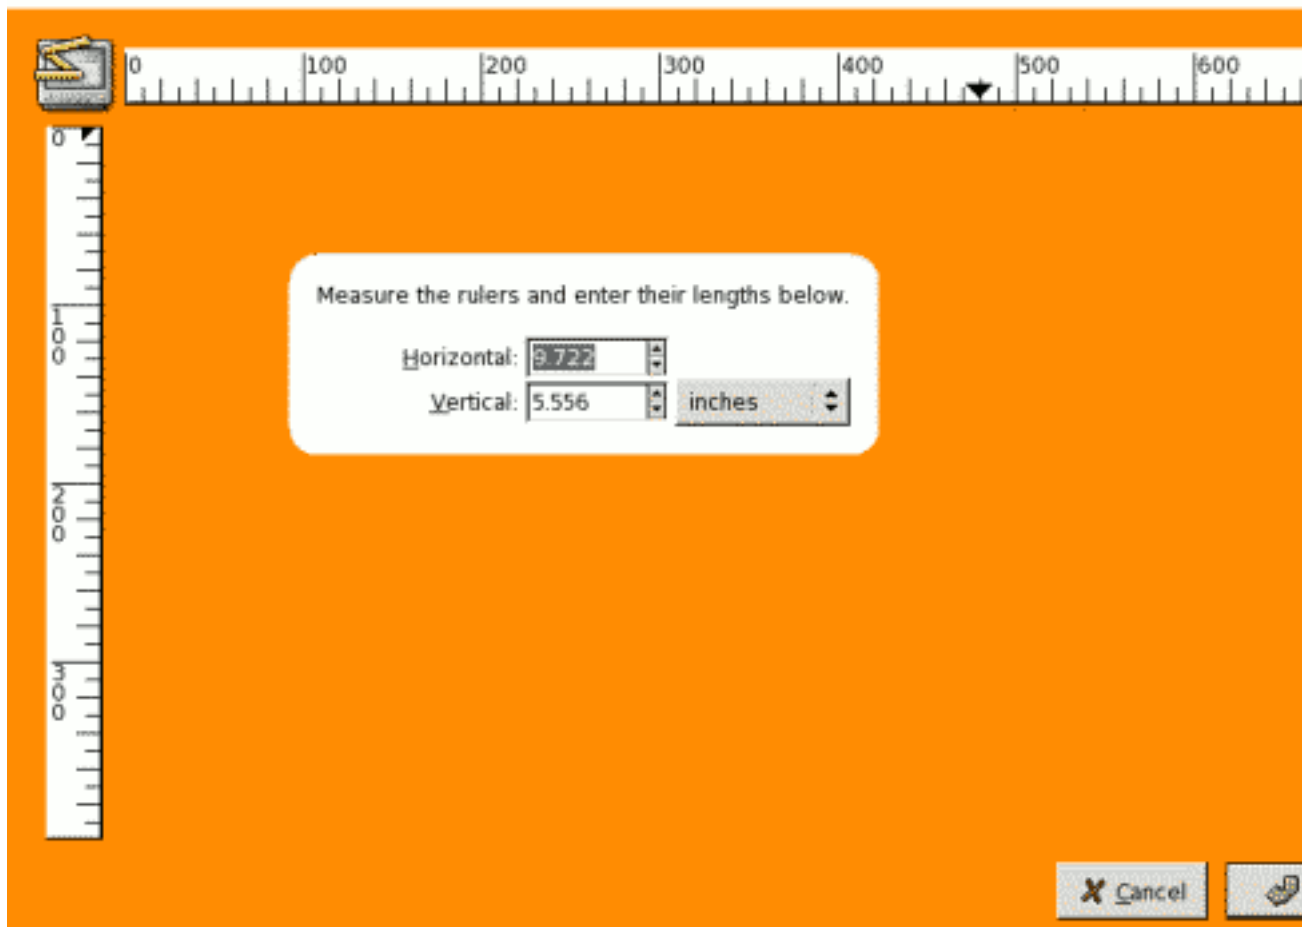 0 100 200 300 400 500 600
0
100
200
300
Measure the rulers and enter their lengths below.
Horizontal: 9.722
Vertical: 5.556 inches
Cancel